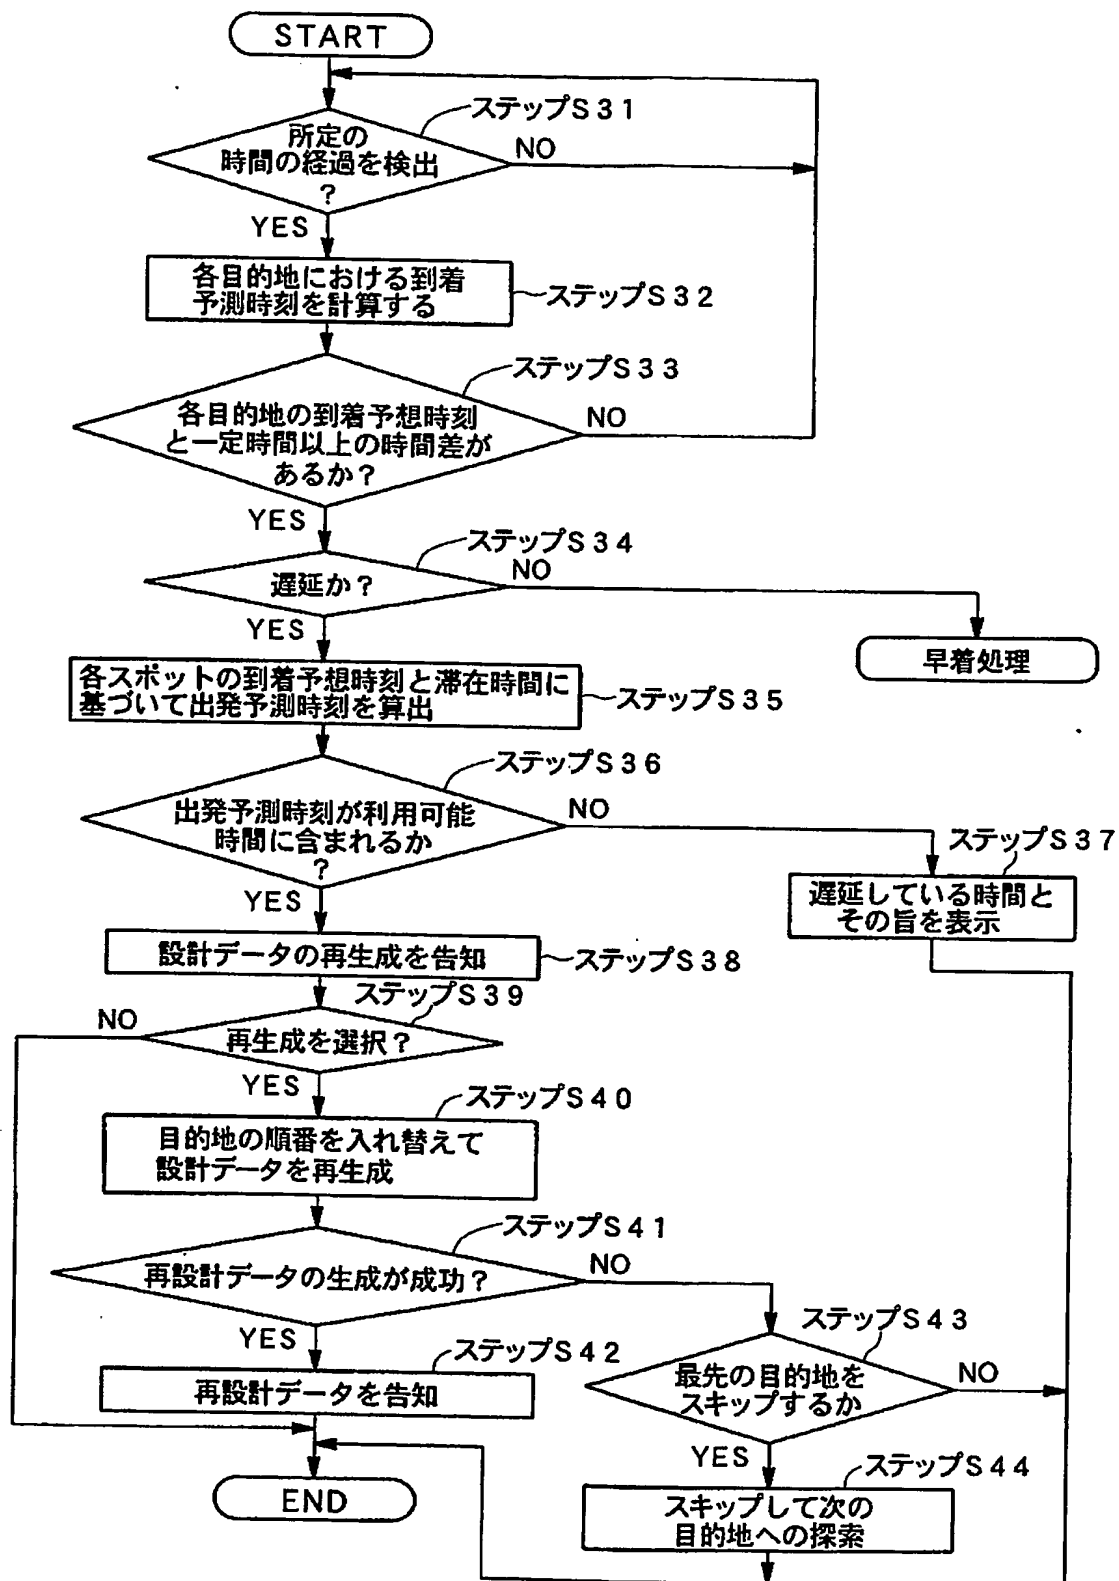 START
ステップS31
所定の
時間の経過を検出
?
NO
YES
各目的地における到着
予測時刻を計算する
ステップS32
ステップS33
各目的地の到着予想時刻
と一定時間以上の時間差が
あるか?
NO
YES
ステップS34
遅延か?
NO
YES
早着処理
各スポットの到着予想時刻と滞在時間に
基づいて出発予測時刻を算出
ステップS35
ステップS36
出発予測時刻が利用可能
時間に含まれるか
?
NO
YES
ステップS37
遅延している時間と
その旨を表示
設計データの再生成を告知
ステップS38
ステップS39
再生成を選択?
NO
YES
ステップS40
目的地の順番を入れ替えて
設計データを再生成
ステップS41
再設計データの生成が成功?
NO
YES
ステップS42
再設計データを告知
ステップS43
最先の目的地を
スキップするか
NO
YES
ステップS44
スキップして次の
目的地への探索
END